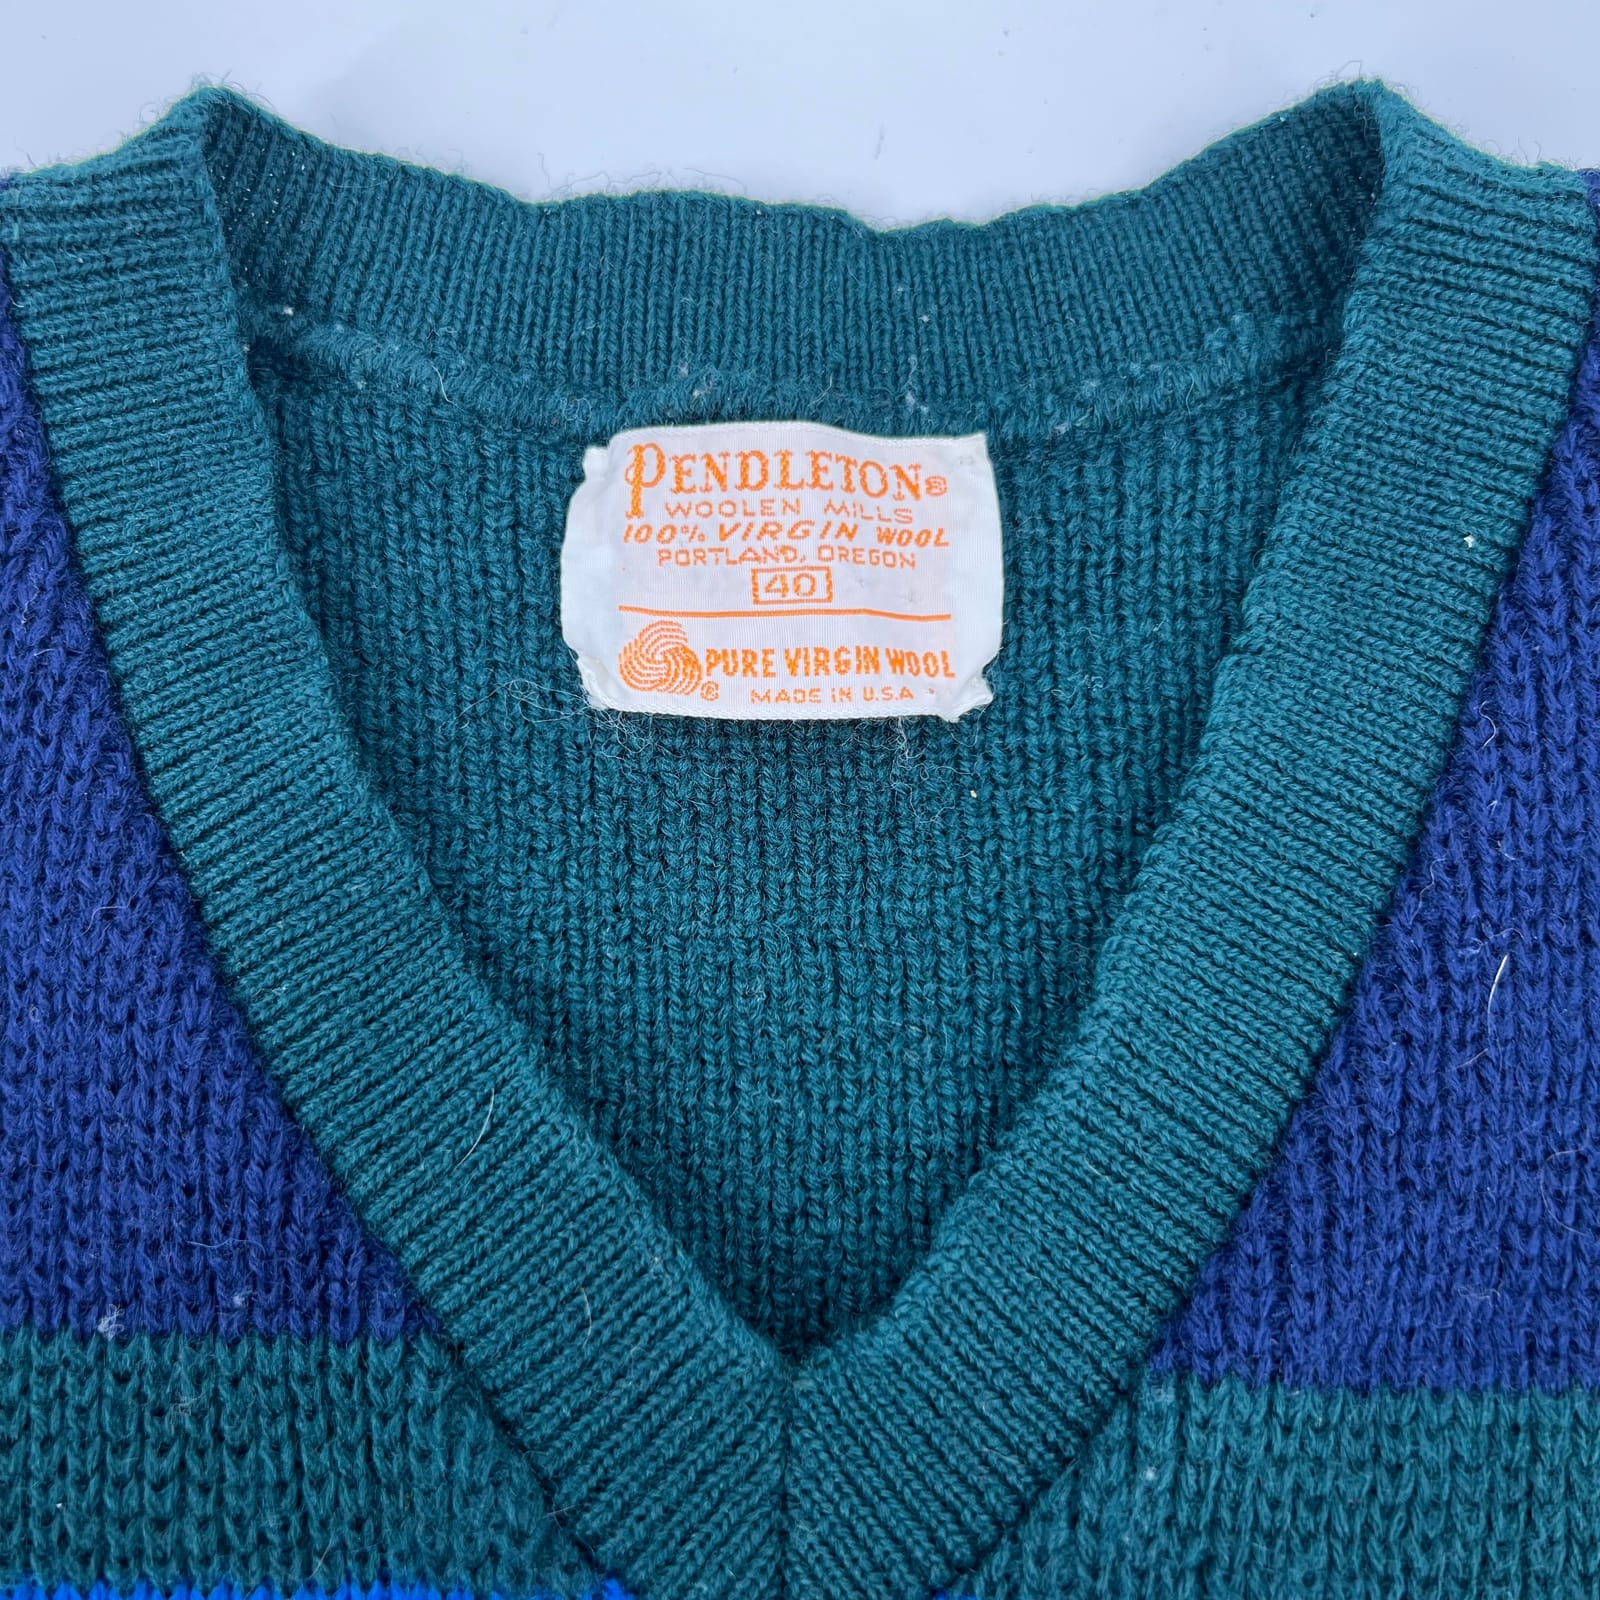 PENDLETON®
WOOLEN MILLS
100% VIRGIN WOOL
PORTLAND, OREGON
40
PURE VIRGIN WOOL
®
MADE IN U.S.A.